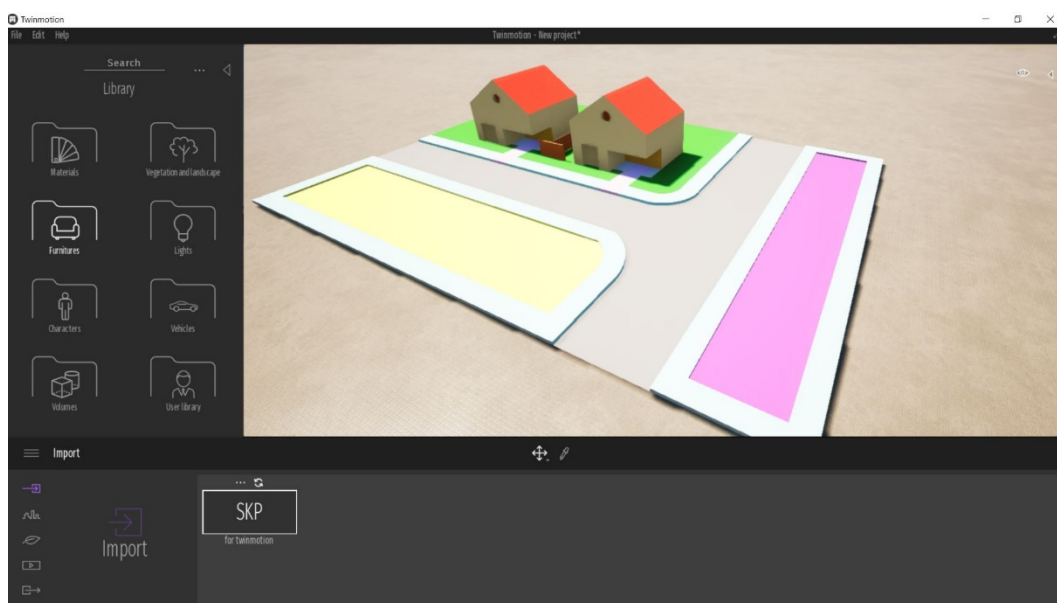 Twinmotion
File Edit Help
Twinmotion - New project*
Search
Library
Materials
Vegetation and landscape
Furnitures
Lights
Characters
Vehicles
Volumes
User library
Import
Import
SKP
for twinmotion